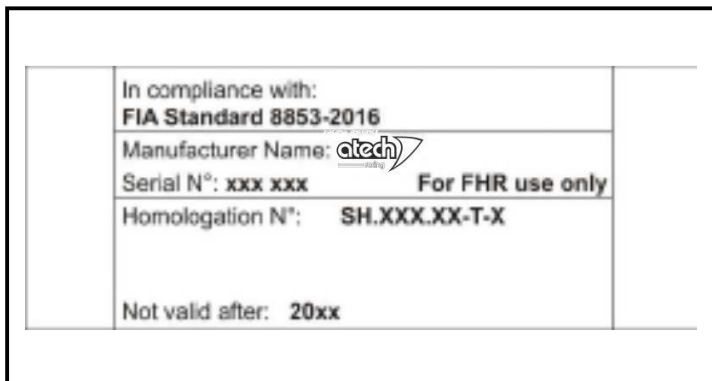 In compliance with:
FIA Standard 8853-2016
Manufacturer Name: atech
racing
Serial N°: xxx xxx For FHR use only
Homologation N°: SH.XXX.XX-T-X
Not valid after: 20xx